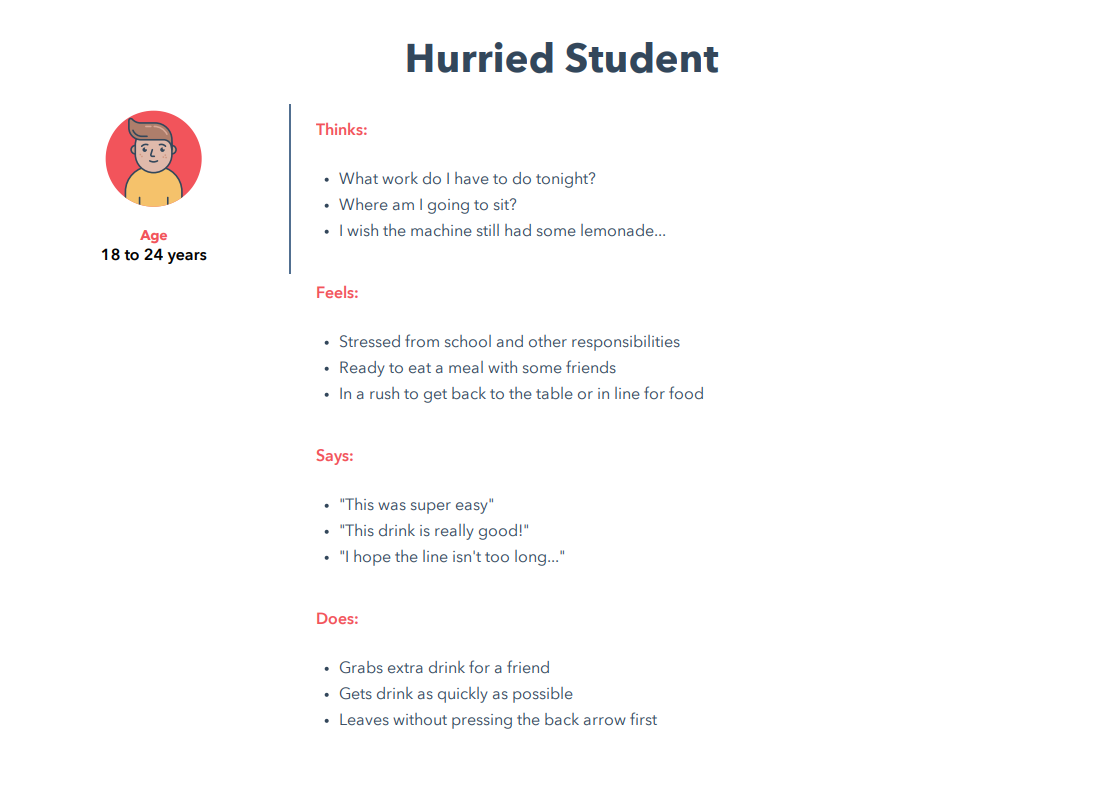 Hurried Student
Age
18 to 24 years
Thinks:
• What work do I have to do tonight?
• Where am I going to sit?
• I wish the machine still had some lemonade...
Feels:
• Stressed from school and other responsibilities
• Ready to eat a meal with some friends
• In a rush to get back to the table or in line for food
Says:
• "This was super easy"
• "This drink is really good!"
• "I hope the line isn't too long..."
Does:
• Grabs extra drink for a friend
• Gets drink as quickly as possible
• Leaves without pressing the back arrow first